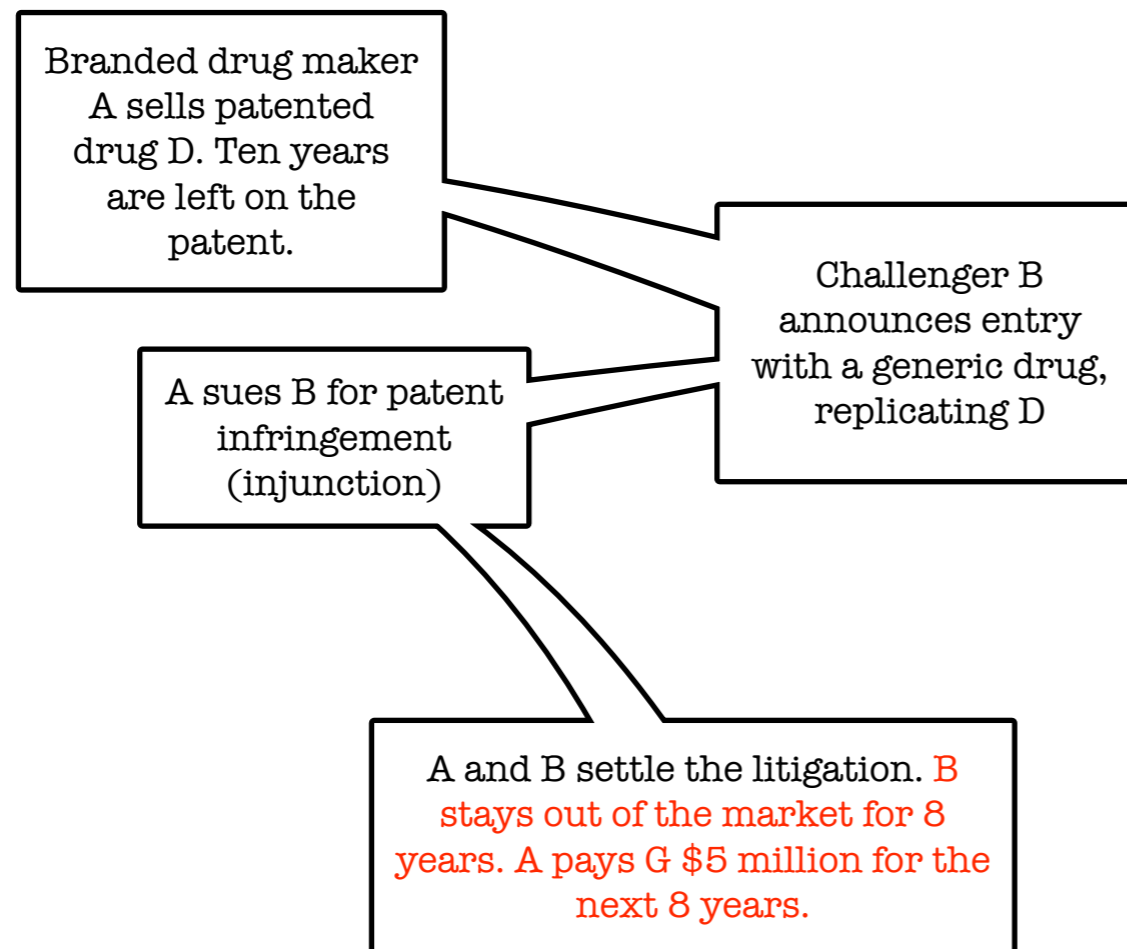 Branded drug maker
A sells patented
drug D. Ten years
are left on the
patent.
Challenger B
announces entry
with a generic drug,
replicating D
A sues B for patent
infringement
(injunction)
A and B settle the litigation. B
stays out of the market for 8
years. A pays G $5 million for the
next 8 years.